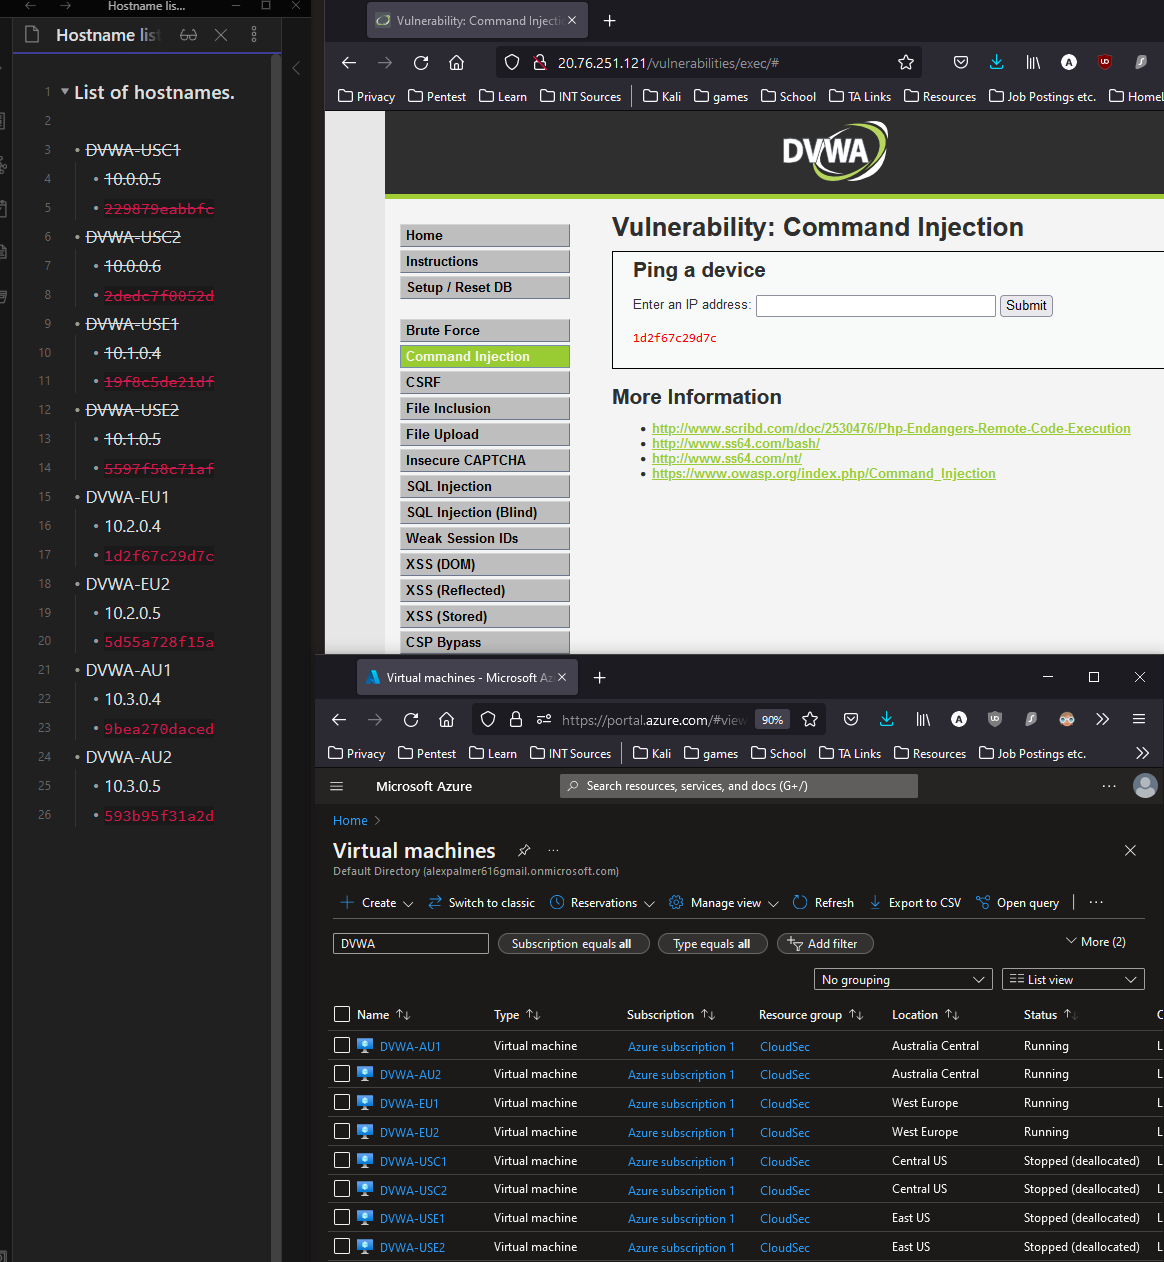 Hostname lis...
Hostname list
1 List of hostnames.
2
3 DVWA-USC1
4 10.0.0.5
5 229879eabbfc
6 DVWA-USC2
7 10.0.0.6
8 2dedc7f0852d
9 DVWA-USE1
10 10.1.0.4
11 19f8c5de21df
12 DVWA-USE2
13 10.1.0.5
14 5597f58c71af
15 DVWA-EU1
16 10.2.0.4
17 1d2f67c29d7c
18 DVWA-EU2
19 10.2.0.5
20 5d55a728f15a
21 DVWA-AU1
22 10.3.0.4
23 9bea270daced
24 DVWA-AU2
25 10.3.0.5
26 593b95f31a2d
Vulnerability: Command Injectio
20.76.251.121/vulnerabilities/exec/#
Privacy Pentest Learn INT Sources Kali games School TA Links Resources Job Postings etc. HomeL
DVWA
Home
Instructions
Setup / Reset DB
Brute Force
Command Injection
CSRF
File Inclusion
File Upload
Insecure CAPTCHA
SQL Injection
SQL Injection (Blind)
Weak Session IDs
XSS (DOM)
XSS (Reflected)
XSS (Stored)
CSP Bypass
Vulnerability: Command Injection
Ping a device
Enter an IP address: Submit
1d2f67c29d7c
More Information
http://www.scribd.com/doc/2530476/Php-Endangers-Remote-Code-Execution
http://www.ss64.com/bash/
http://www.ss64.com/nt/
https://www.owasp.org/index.php/Command_Injection
Virtual machines - Microsoft Az
https://portal.azure.com/#view 90%
Privacy Pentest Learn INT Sources Kali games School TA Links Resources Job Postings etc.
Microsoft Azure Search resources, services, and docs (G+/) ...
Home
Virtual machines ...
Default Directory (alexpalmer616gmail.onmicrosoft.com)
Create Switch to classic Reservations Manage view Refresh Export to CSV Open query ...
DVWA Subscription equals all Type equals all Add filter More (2)
No grouping List view
Name Type Subscription Resource group Location Status C
DVWA-AU1 Virtual machine Azure subscription 1 CloudSec Australia Central Running L
DVWA-AU2 Virtual machine Azure subscription 1 CloudSec Australia Central Running L
DVWA-EU1 Virtual machine Azure subscription 1 CloudSec West Europe Running L
DVWA-EU2 Virtual machine Azure subscription 1 CloudSec West Europe Running L
DVWA-USC1 Virtual machine Azure subscription 1 CloudSec Central US Stopped (deallocated) L
DVWA-USC2 Virtual machine Azure subscription 1 CloudSec Central US Stopped (deallocated) L
DVWA-USE1 Virtual machine Azure subscription 1 CloudSec East US Stopped (deallocated) L
DVWA-USE2 Virtual machine Azure subscription 1 CloudSec East US Stopped (deallocated) L